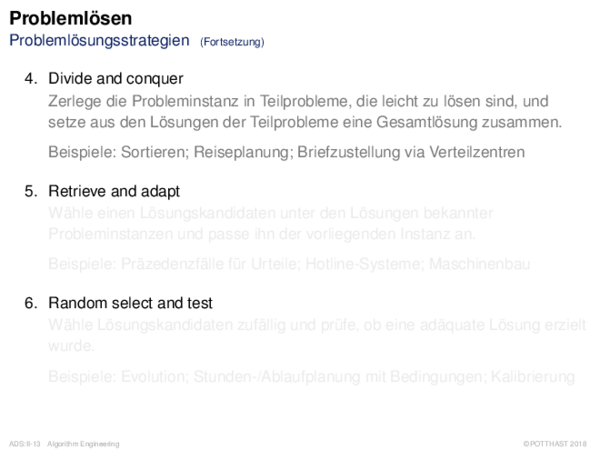 Problemlösen
Problemlösungsstrategien (Fortsetzung)
4. Divide and conquer
Zerlege die Probleminstanz in Teilprobleme, die leicht zu lösen sind, und
setze aus den Lösungen der Teilprobleme eine Gesamtlösung zusammen.
Beispiele: Sortieren; Reiseplanung; Briefzustellung via Verteilzentren
5. Retrieve and adapt
Wähle einen Lösungskandidaten unter den Lösungen bekannter
Probleminstanzen und passe ihn der vorliegenden Instanz an.
Beispiele: Präzedenzfälle für Urteile; Hotline-Systeme; Maschinenbau
6. Random select and test
Wähle Lösungskandidaten zufällig und prüfe, ob eine adäquate Lösung erzielt
wurde.
Beispiele: Evolution; Stunden-/Ablaufplanung mit Bedingungen; Kalibrierung
ADS:II-13 Algorithm Engineering ©POTTHAST 2018